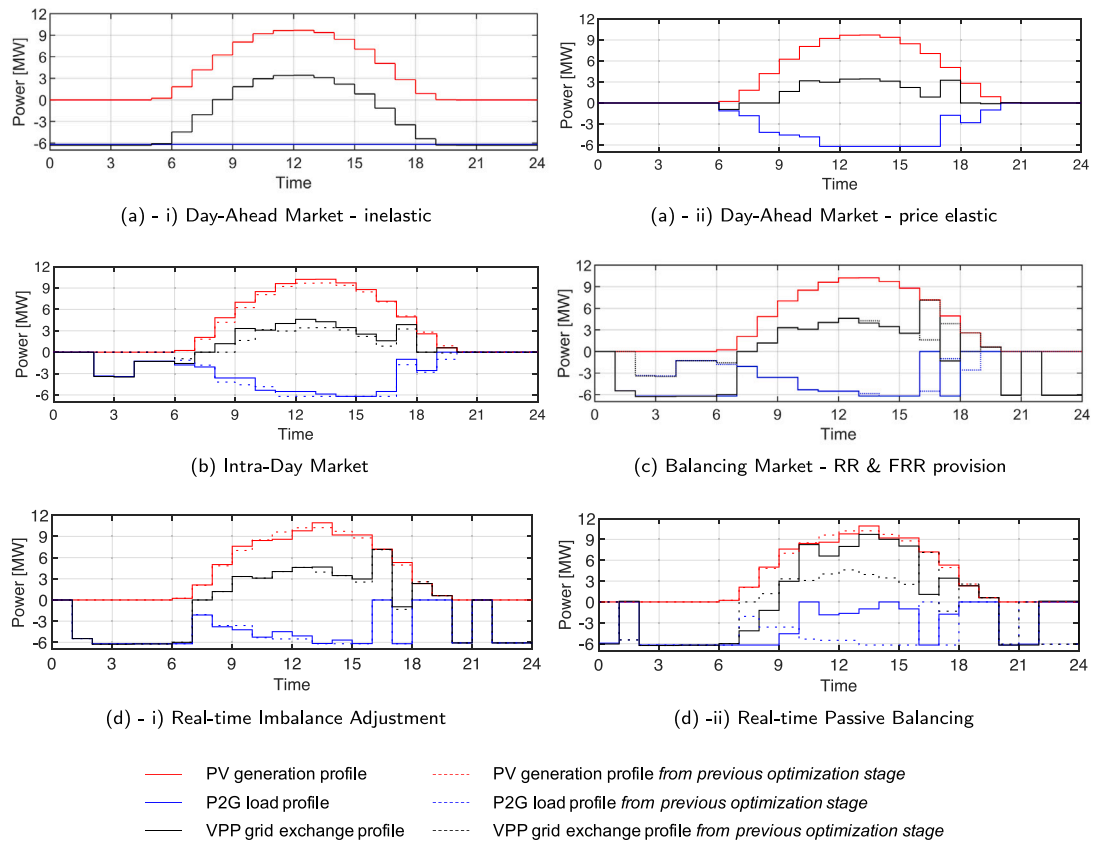 12
9
6
3
0
-3
-6
Power [MW]
0 3 6 9 12 15 18 21 24
Time
(a) - i) Day-Ahead Market - inelastic
12
9
6
3
0
-3
-6
Power [MW]
0 3 6 9 12 15 18 21 24
Time
(a) - ii) Day-Ahead Market - price elastic
12
9
6
3
0
-3
-6
Power [MW]
0 3 6 9 12 15 18 21 24
Time
(b) Intra-Day Market
12
9
6
3
0
-3
-6
Power [MW]
0 3 6 9 12 15 18 21 24
Time
(c) Balancing Market - RR & FRR provision
12
9
6
3
0
-3
-6
Power [MW]
0 3 6 9 12 15 18 21 24
Time
(d) - i) Real-time Imbalance Adjustment
12
9
6
3
0
-3
-6
Power [MW]
0 3 6 9 12 15 18 21 24
Time
(d) -ii) Real-time Passive Balancing
PV generation profile PV generation profile from previous optimization stage
P2G load profile P2G load profile from previous optimization stage
VPP grid exchange profile VPP grid exchange profile from previous optimization stage